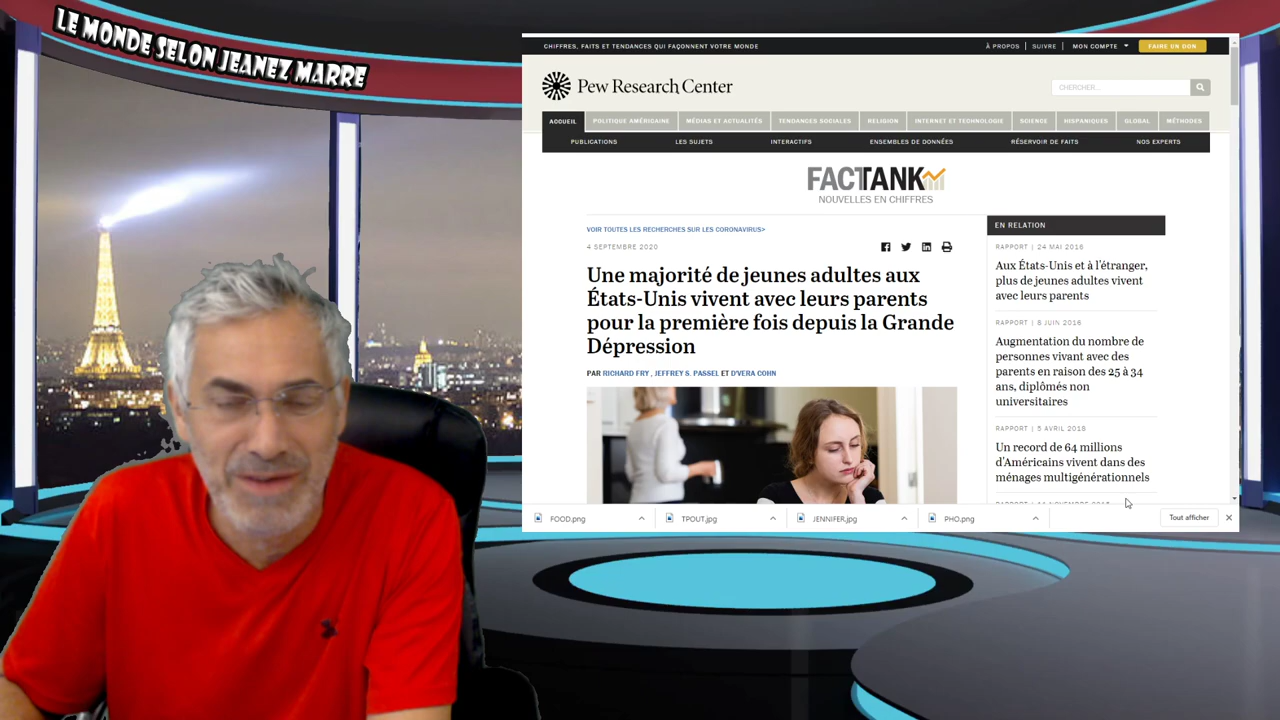 LE MONDE SELON JEANEZ MARRE
CHIFFRES, FAITS ET TENDANCES QUI FAÇONNENT VOTRE MONDE
À PROPOS | SUIVRE | MON COMPTE
FAIRE UN DON
Pew Research Center
CHERCHER...
ACCUEIL
POLITIQUE AMÉRICAINE
MÉDIAS ET ACTUALITÉS
TENDANCES SOCIALES
RELIGION
INTERNET ET TECHNOLOGIE
SCIENCE
HISPANIQUES
GLOBAL
MÉTHODES
PUBLICATIONS
LES SUJETS
INTERACTIFS
ENSEMBLES DE DONNÉES
RÉSERVOIR DE FAITS
NOS EXPERTS
FACTTANK
NOUVELLES EN CHIFFRES
VOIR TOUTES LES RECHERCHES SUR LES CORONAVIRUS>
4 SEPTEMBRE 2020
Une majorité de jeunes adultes aux
États-Unis vivent avec leurs parents
pour la première fois depuis la Grande
Dépression
PAR RICHARD FRY , JEFFREY S. PASSEL ET D'VERA COHN
EN RELATION
RAPPORT | 24 MAI 2016
Aux États-Unis et à l'étranger,
plus de jeunes adultes vivent
avec leurs parents
RAPPORT | 8 JUIN 2016
Augmentation du nombre de
personnes vivant avec des
parents en raison des 25 à 34
ans, diplômés non
universitaires
RAPPORT | 5 AVRIL 2018
Un record de 64 millions
d'Américains vivent dans des
ménages multigénérationnels
FOOD.png
TPOUT.jpg
JENNIFER.jpg
PHO.png
Tout afficher